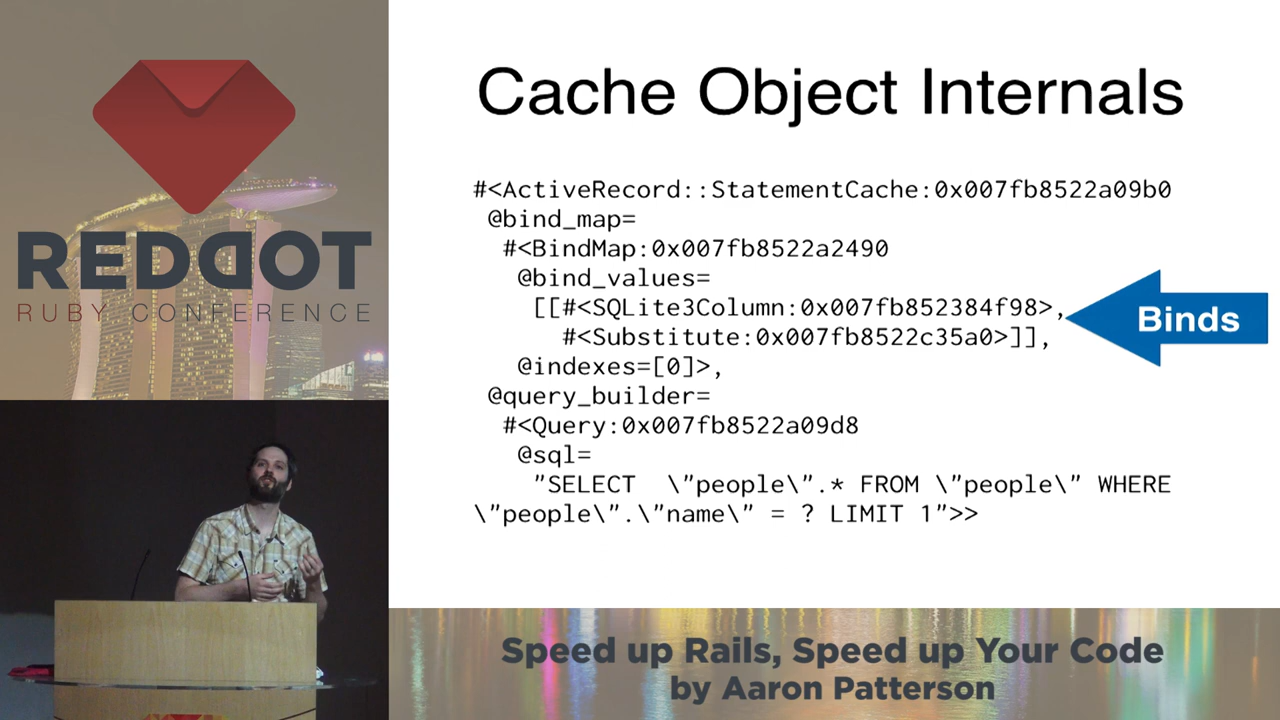 REDDOT
RUBY CONFERENCE
Cache Object Internals
#<ActiveRecord::StatementCache:0x007fb8522a09b0
@bind_map=
#<BindMap:0x007fb8522a2490
@bind_values=
[[#<SQLite3Column:0x007fb852384f98>,
#<Substitute:0x007fb8522c35a0>]],
@indexes=[0]>,
@query_builder=
#<Query:0x007fb8522a09d8
@sql=
"SELECT  \"people\".* FROM \"people\" WHERE
\"people\".\"name\" = ? LIMIT 1">>
Binds
Speed up Rails, Speed up Your Code
by Aaron Patterson